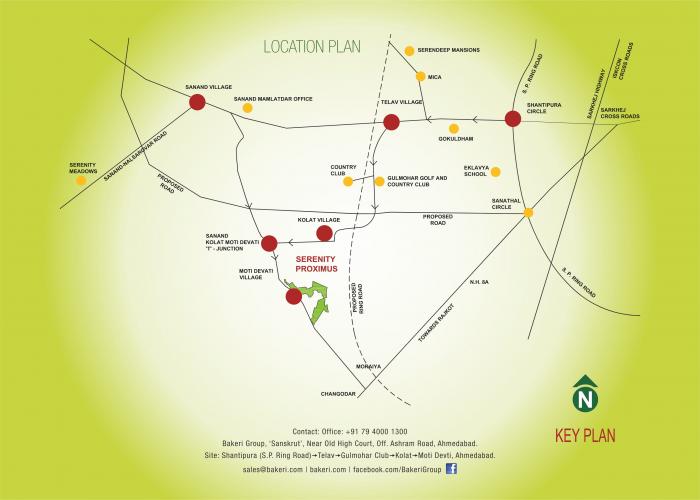 LOCATION PLAN
SERENDEEP MANSIONS
MICA
S. P. RING ROAD
SARKHEJ HIGHWAY
ISKCON
CROSS ROADS
SANAND VILLAGE
SANAND MAMLATDAR OFFICE
TELAV VILLAGE
SHANTIPURA
CIRCLE
SARKHEJ
CROSS ROADS
GOKULDHAM
SANAND-NALSAROVAR ROAD
SERENITY
MEADOWS
PROPOSED
ROAD
COUNTRY
CLUB
GULMOHAR GOLF AND
COUNTRY CLUB
EKLAVYA
SCHOOL
SANATHAL
CIRCLE
KOLAT VILLAGE
PROPOSED
ROAD
SANAND
KOLAT MOTI DEVATI
"T" - JUNCTION
SERENITY
PROXIMUS
MOTI DEVATI
VILLAGE
PROPOSED
RING ROAD
N.H. 8A
S. P. RING ROAD
TOWARDS RAJKOT
MORAIYA
CHANGODAR
N
KEY PLAN
Contact: Office: +91 79 4000 1300
Bakeri Group, 'Sanskrut', Near Old High Court, Off. Ashram Road, Ahmedabad.
Site: Shantipura (S.P. Ring Road)→Telav→Gulmohar Club→Kolat→Moti Devti, Ahmedabad.
sales@bakeri.com | bakeri.com | facebook.com/BakeriGroup f